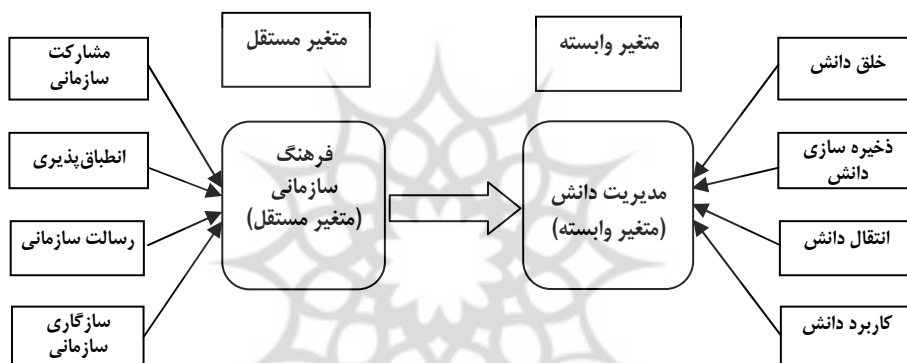 متغیر مستقل
متغیر وابسته
خلق دانش
ذخیره سازی
دانش
انتقال دانش
کاربرد دانش
مدیریت دانش
(متغیر وابسته)
فرهنگ
سازمانی
(متغیر مستقل)
مشارکت
سازمانی
انطباق‌پذیری
رسالت سازمانی
سازگاری
سازمانی